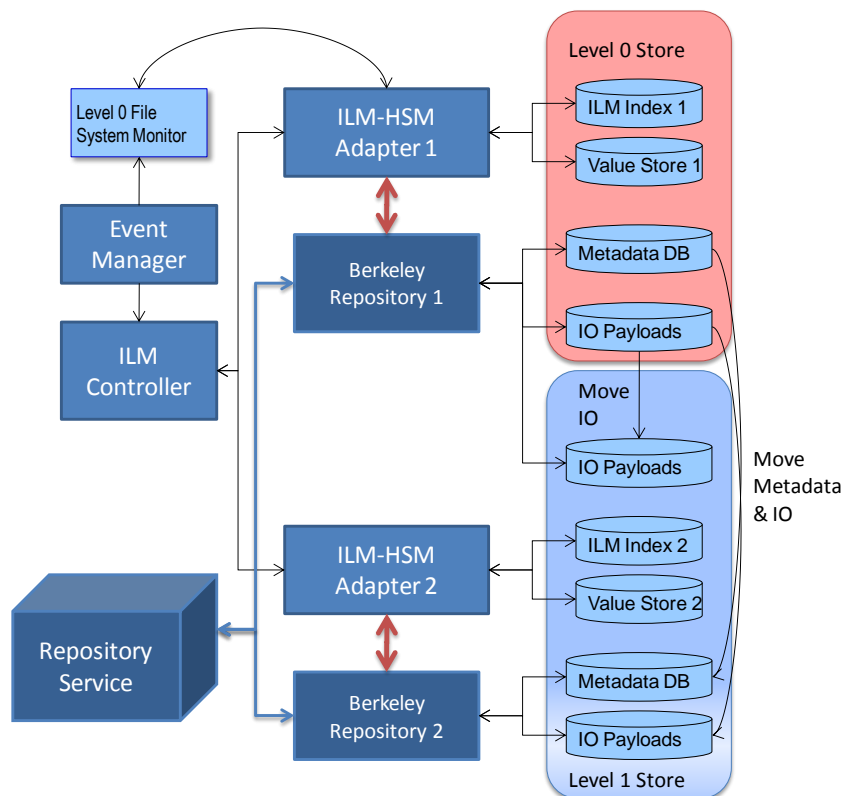 Level 0 Store
Level 0 File
System Monitor
ILM-HSM
Adapter 1
ILM Index 1
Value Store 1
Event
Manager
Berkeley
Repository 1
Metadata DB
IO Payloads
ILM
Controller
Move
IO
IO Payloads
Move
Metadata
& IO
ILM-HSM
Adapter 2
ILM Index 2
Value Store 2
Repository
Service
Berkeley
Repository 2
Metadata DB
IO Payloads
Level 1 Store